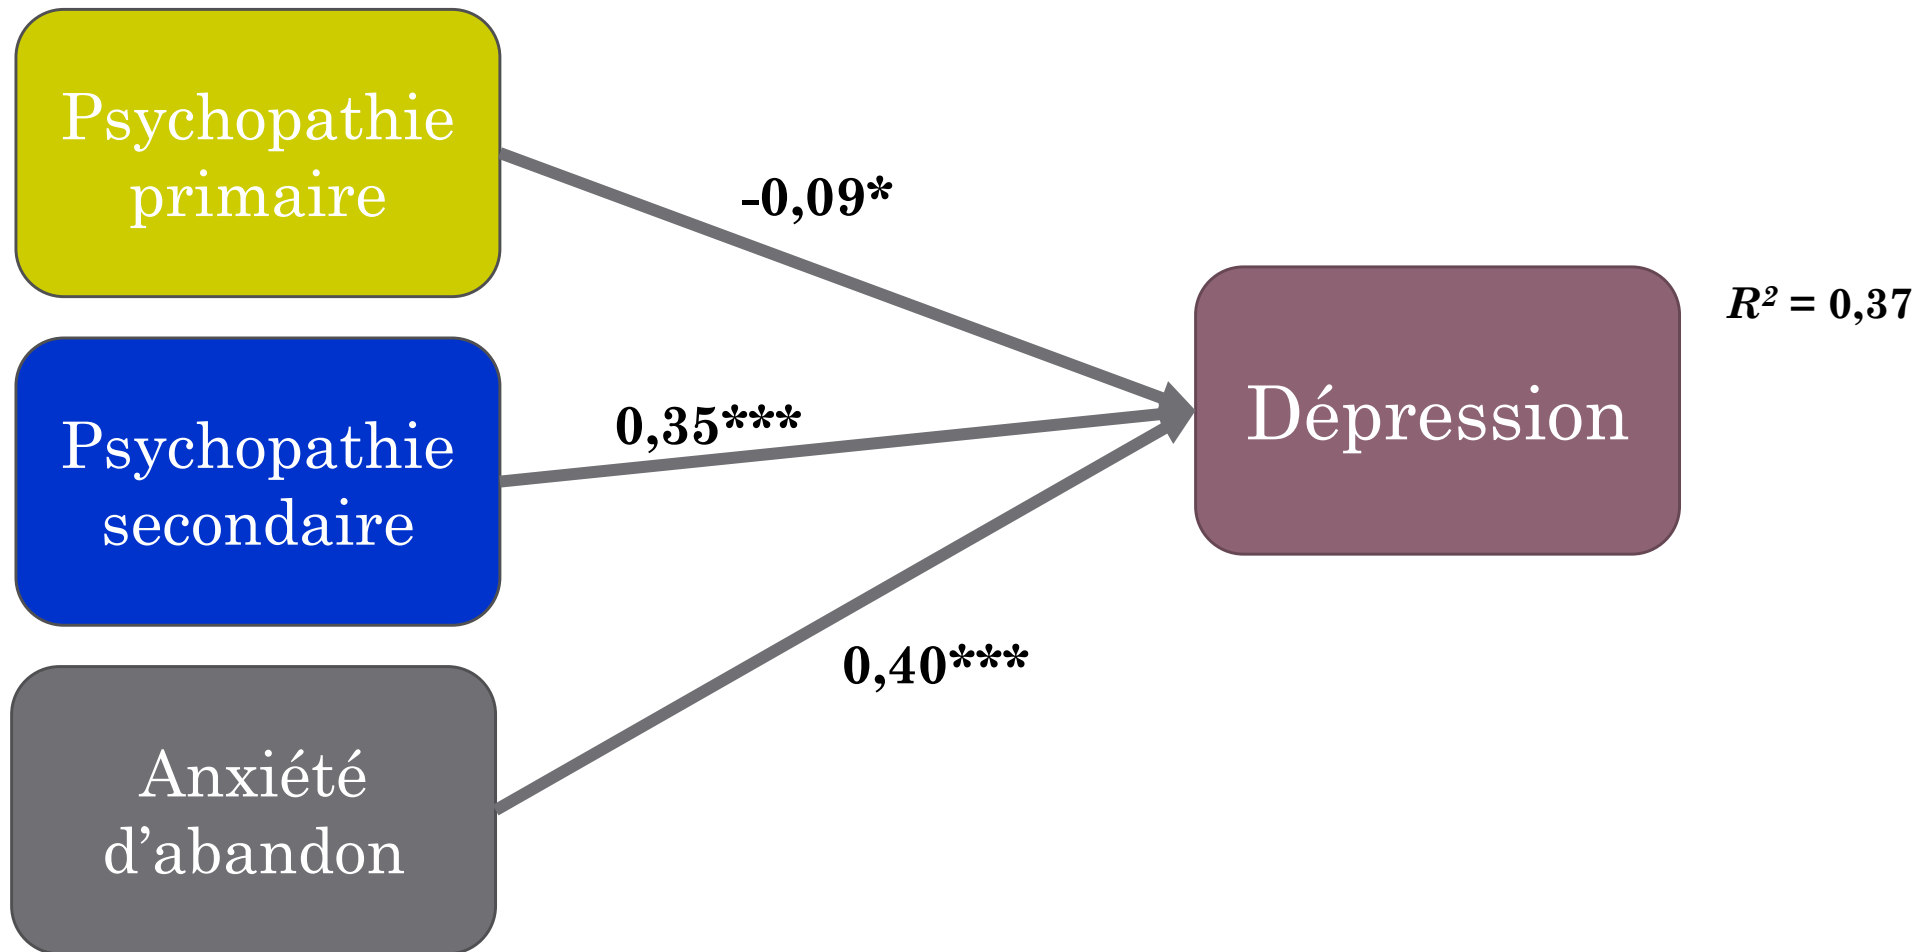 Psychopathie
primaire
-0,09*
R² = 0,37
Psychopathie
secondaire
0,35***
Dépression
0,40***
Anxiété
d’abandon